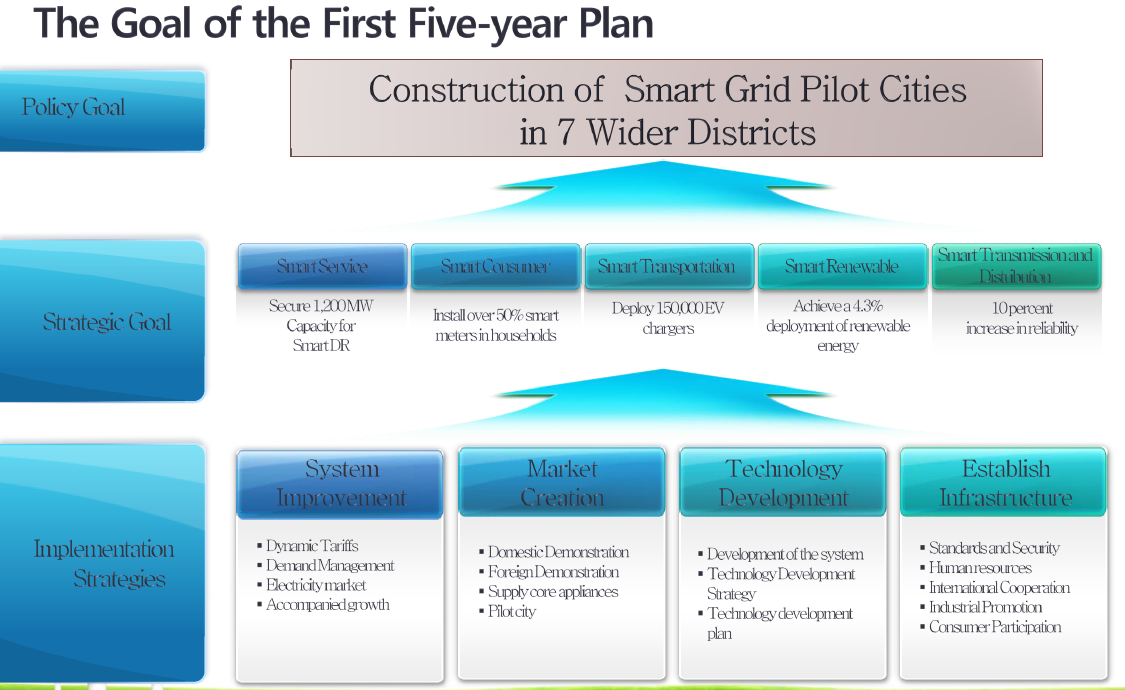 The Goal of the First Five-year Plan
Policy Goal
Construction of Smart Grid Pilot Cities
in 7 Wider Districts
Strategic Goal
Smart Service
Secure 1,200 MW
Capacity for
Smart DR
Smart Consumer
Install over 50% smart
meters in households
Smart Transportation
Deploy 150,000 EV
chargers
Smart Renewable
Achieve a 4.3%
deployment of renewable
energy
Smart Transmission and
Distribution
10 percent
increase in reliability
Implementation
Strategies
System
Improvement
▪ Dynamic Tariffs
▪ Demand Management
▪ Electricity market
▪ Accompanied growth
Market
Creation
▪ Domestic Demonstration
▪ Foreign Demonstration
▪ Supply core appliances
▪ Pilot city
Technology
Development
▪ Development of the system
▪ Technology Development
Strategy
▪ Technology development
plan
Establish
Infrastructure
▪ Standards and Security
▪ Human resources
▪ International Cooperation
▪ Industrial Promotion
▪ Consumer Participation